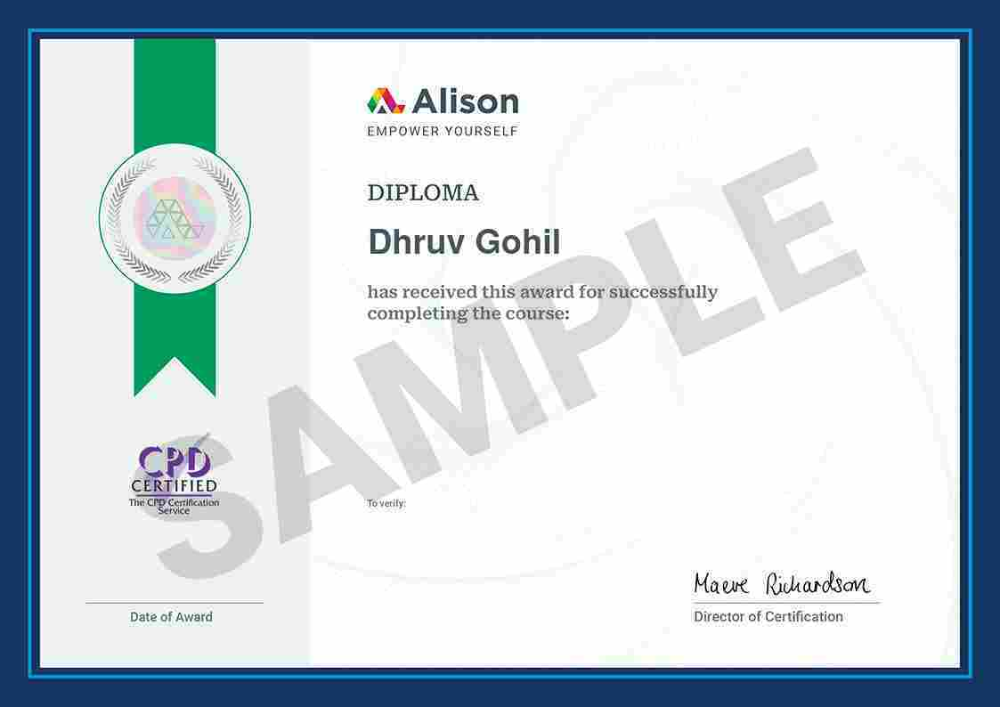 Alison
EMPOWER YOURSELF
DIPLOMA
Dhruv Gohil
has received this award for successfully
completing the course:
SAMPLE
CPD
CERTIFIED
The CPD Certification
Service
To verify:
Maeve Richardson
Date of Award
Director of Certification